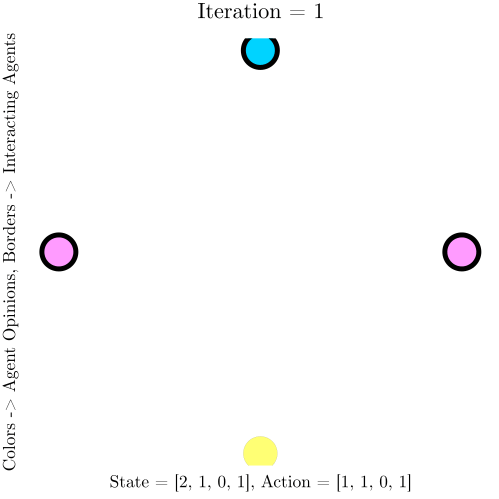 Iteration = 1
Colors -> Agent Opinions, Borders -> Interacting Agents
State = [2, 1, 0, 1], Action = [1, 1, 0, 1]